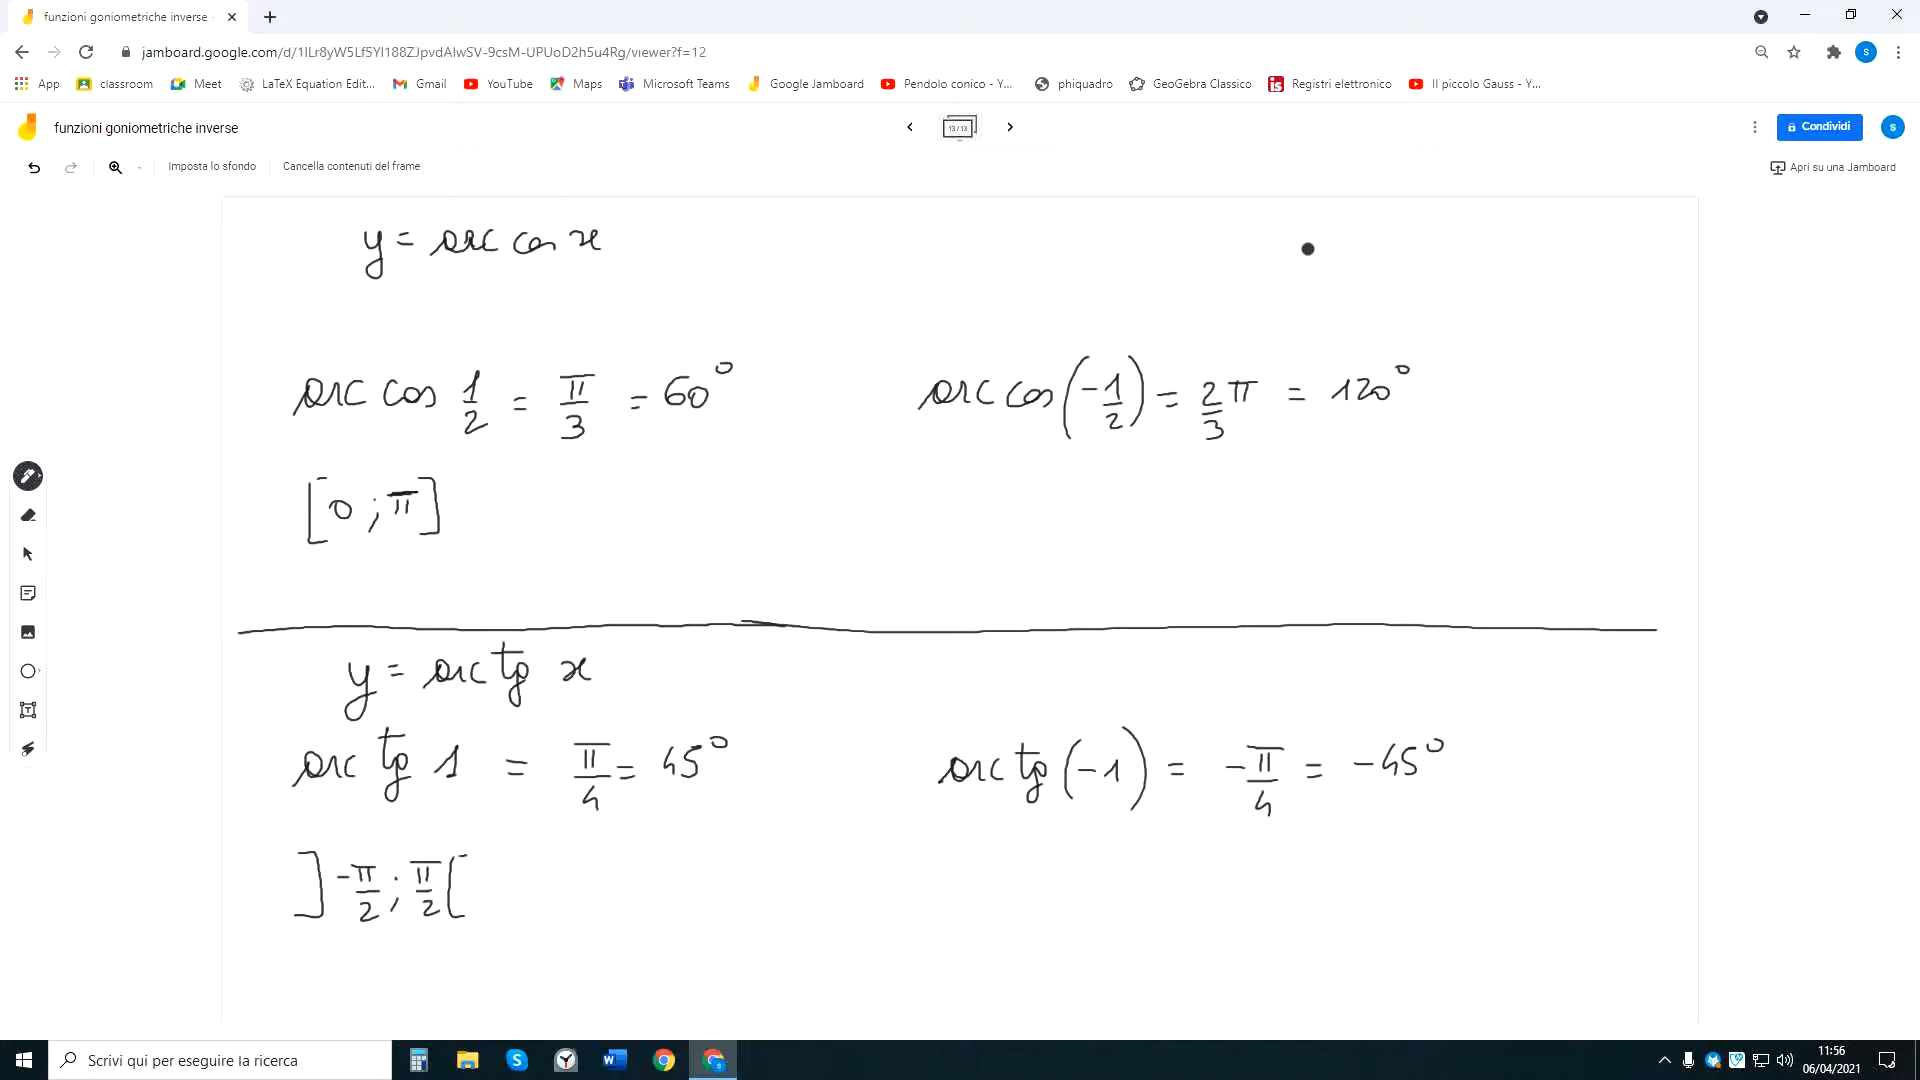 funzioni goniometriche inverse
jamboard.google.com/d/1ILr8yW5Lf5Yl188ZJpvdAIwSV-9csM-UPUoD2h5u4Rg/viewer?f=12
App classroom Meet LaTeX Equation Edit... Gmail YouTube Maps Microsoft Teams Google Jamboard Pendolo conico - Y... phiquadro GeoGebra Classico Registri elettronico Il piccolo Gauss - Y...
funzioni goniometriche inverse 13 / 13 Condividi S
Imposta lo sfondo Cancella contenuti del frame Apri su una Jamboard
y = arc cos x
arc cos 1/2 = π/3 = 60° arc cos (-1/2) = 2/3 π = 120°
[0 ; π]
y = arc tg x
arc tg 1 = π/4 = 45° arc tg (-1) = -π/4 = -45°
]-π/2 ; π/2[
Scrivi qui per eseguire la ricerca
11:56
06/04/2021